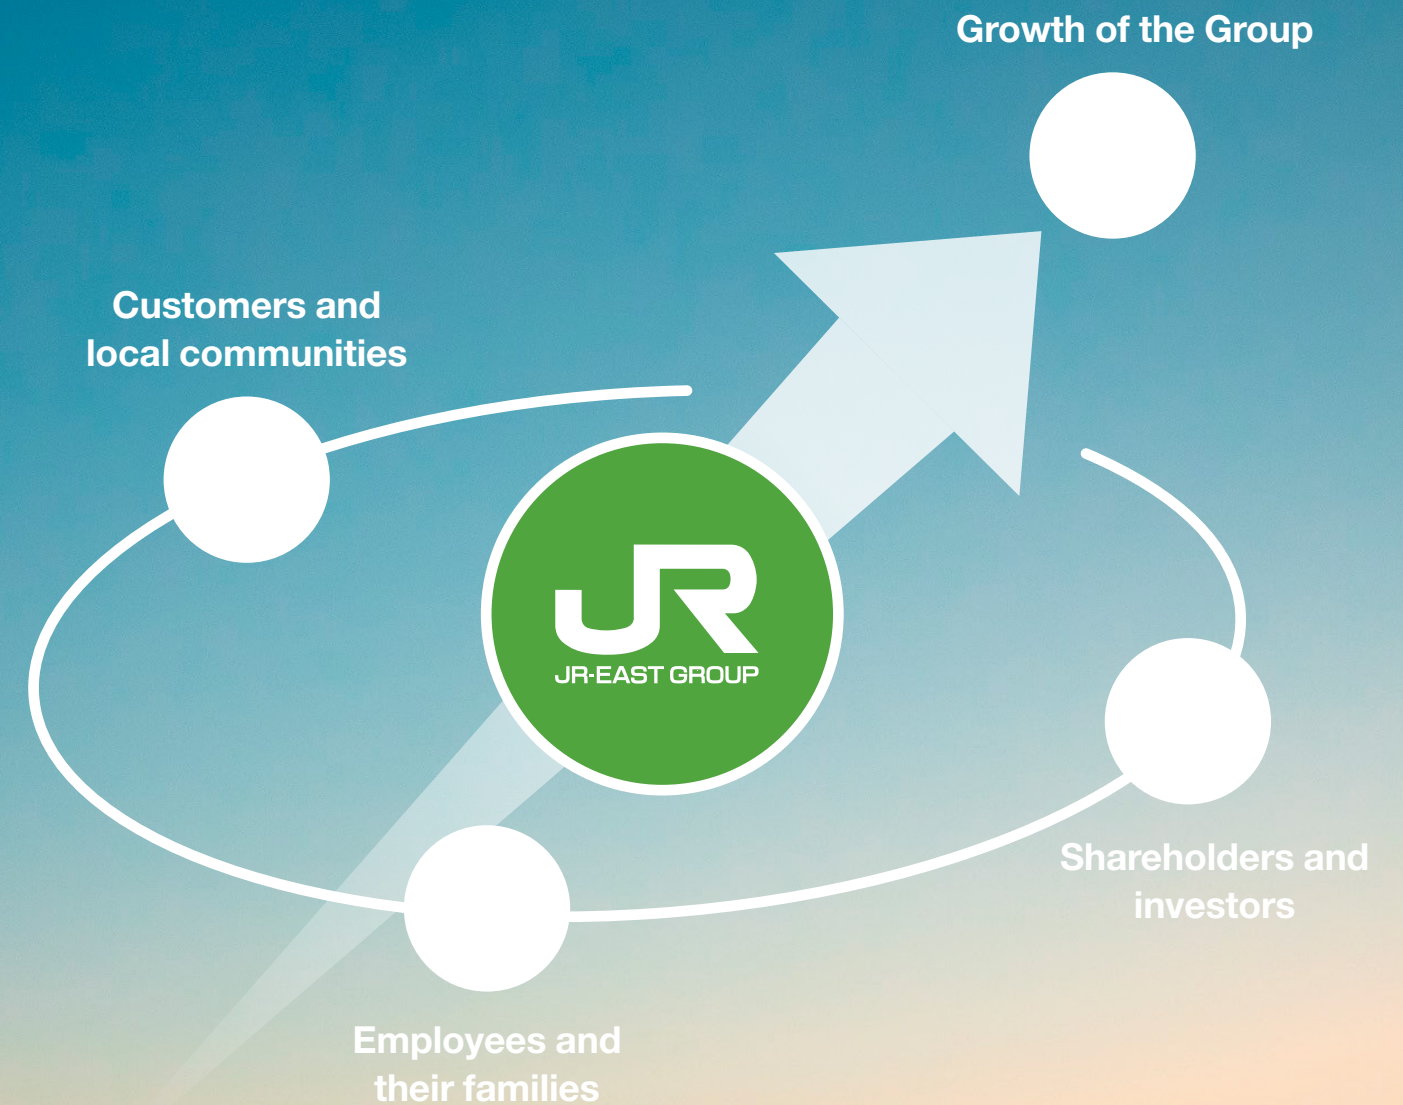 Growth of the Group
Customers and
local communities
JR
JR-EAST GROUP
Shareholders and
investors
Employees and
their families